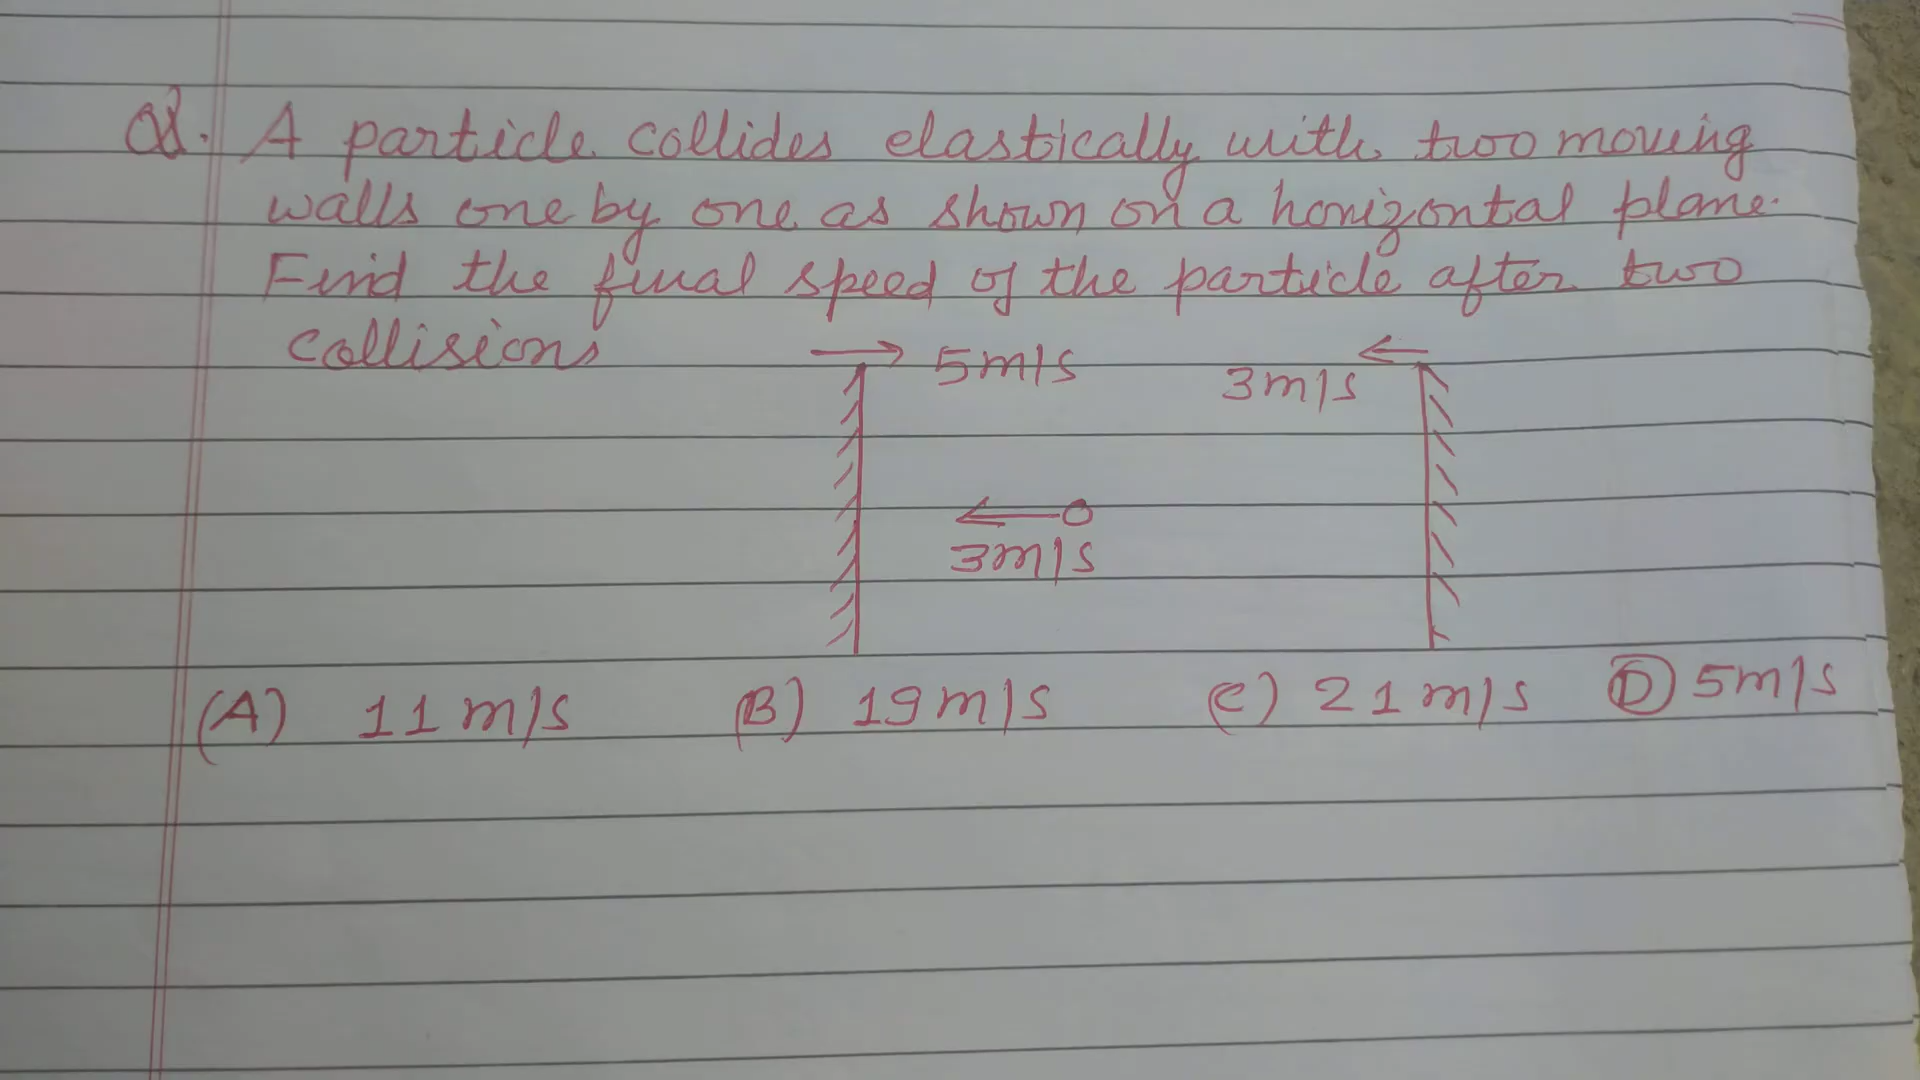 Q. A particle collides elastically with two moving
walls one by one as shown on a horizontal plane.
Find the final speed of the particle after two
collisions
5m/s
3m/s
3m/s
(A) 11 m/s (B) 19 m/s (C) 21 m/s (D) 5m/s